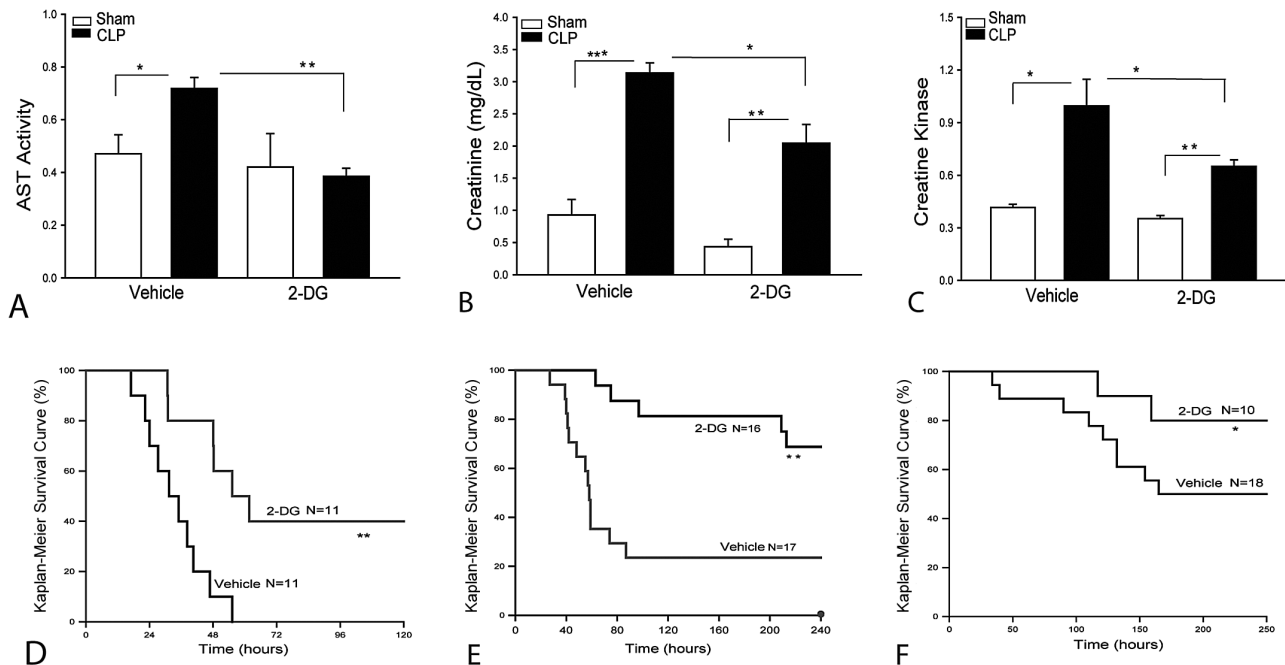 Sham
CLP
AST Activity
1.0
0.8
0.6
0.4
0.2
0.0
*
**
Vehicle
2-DG
A
Sham
CLP
Creatinine (mg/dL)
4.0
3.5
3.0
2.5
2.0
1.5
1.0
0.5
0.0
***
*
**
Vehicle
2-DG
B
Sham
CLP
Creatine Kinase
1.5
1.2
0.9
0.6
0.3
0.0
*
*
**
Vehicle
2-DG
C
Kaplan-Meier Survival Curve (%)
100
80
60
40
20
0
2-DG N=11
**
Vehicle N=11
0 24 48 72 96 120
Time (hours)
D
Kaplan-Meier Survival Curve (%)
100
80
60
40
20
0
2-DG N=16
**
Vehicle N=17
0 40 80 120 160 200 240
Time (hours)
E
Kaplan-Meier Survival Curve (%)
100
80
60
40
20
0
2-DG N=10
*
Vehicle N=18
0 50 100 150 200 250
Time (hours)
F